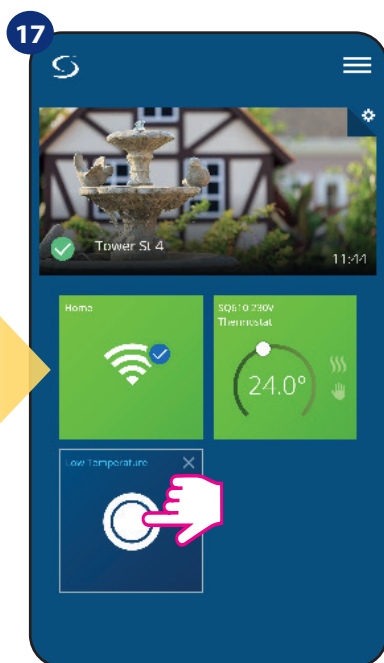 17
Tower St 4
11:44
Home
SQ610 230V
Thermostat
24.0°
Low Temperature